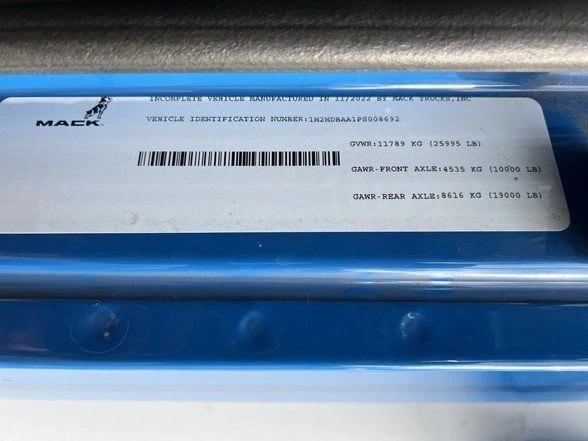 INCOMPLETE VEHICLE MANUFACTURED IN 11/2022 BY MACK TRUCKS,INC
MACK
VEHICLE IDENTIFICATION NUMBER:1M2MDBAA1PS008692
GVWR:11789 KG (25995 LB)
GAWR-FRONT AXLE:4535 KG (10000 LB)
GAWR-REAR AXLE:8616 KG (19000 LB)